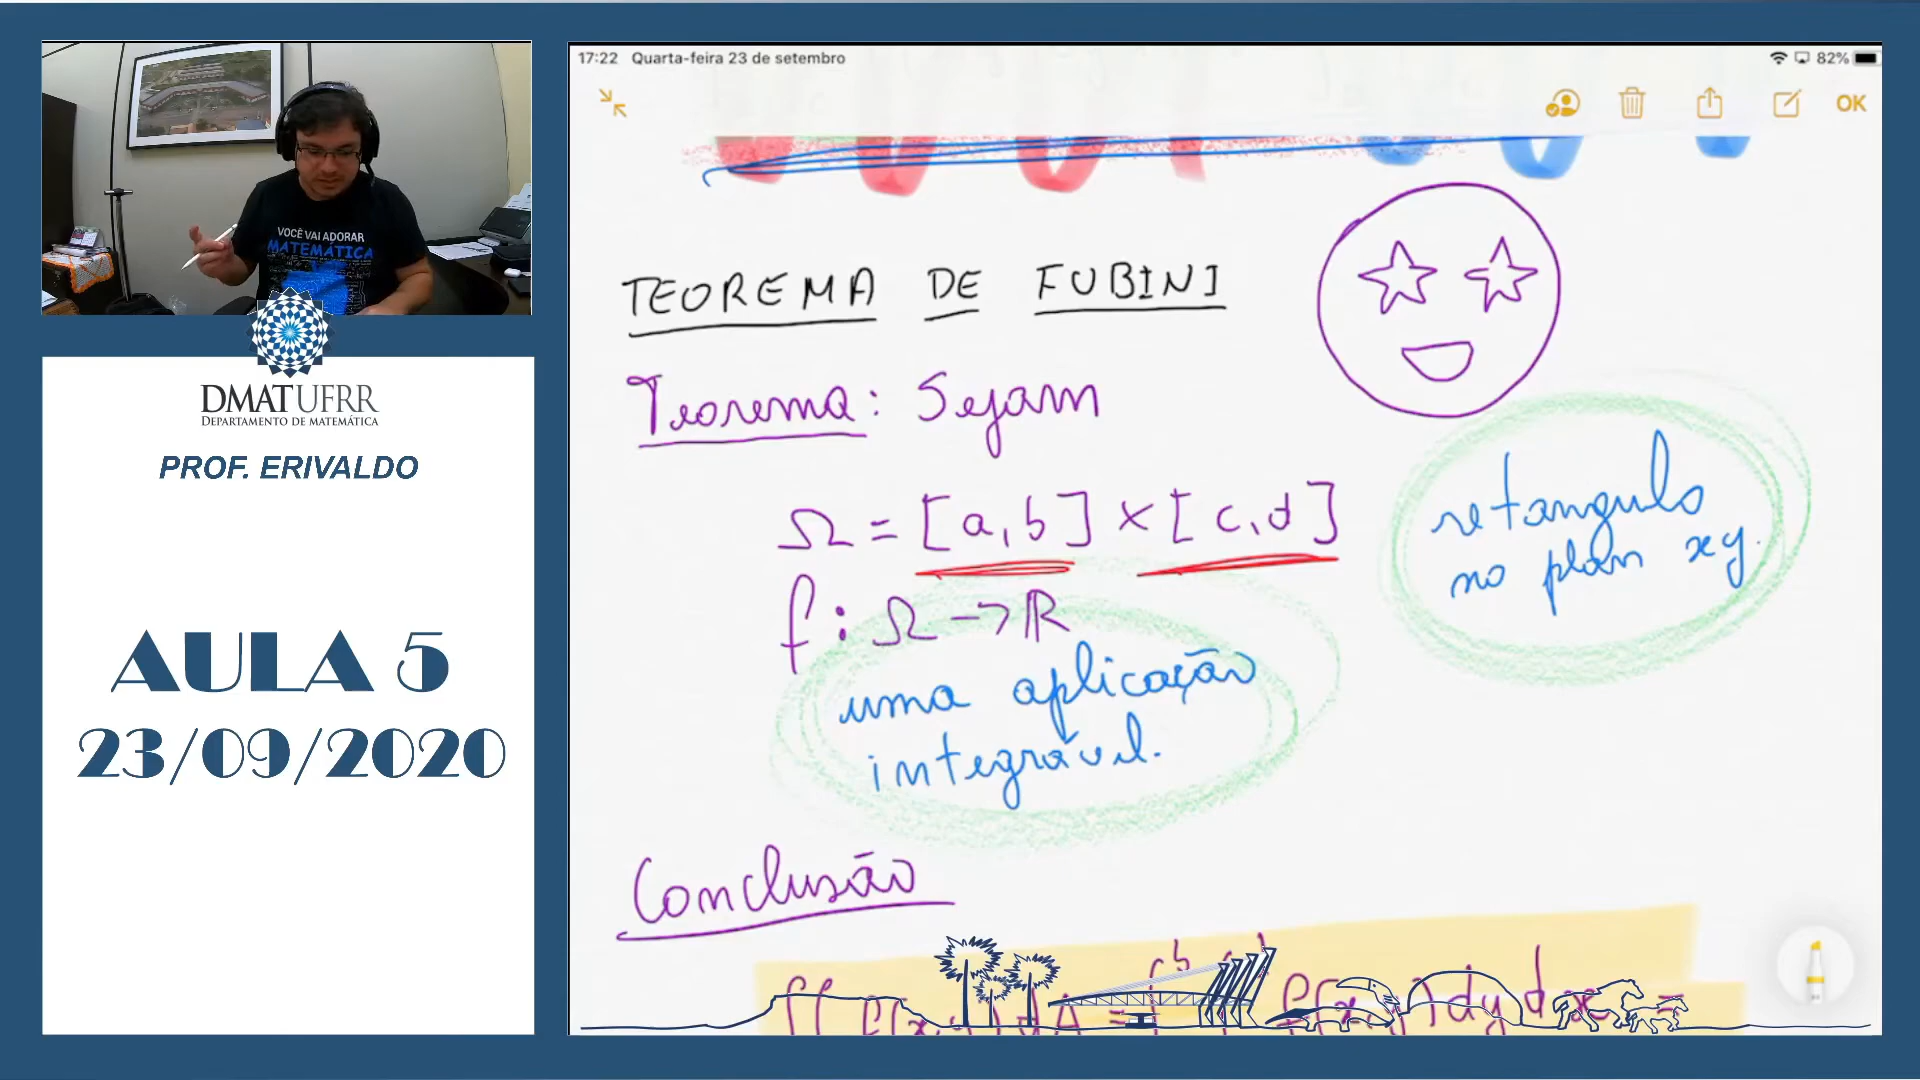 17:22 Quarta-feira 23 de setembro
82%
OK
VOCÊ VAI ADORAR
MATEMÁTICA
DMATUFRR
DEPARTAMENTO DE MATEMÁTICA
PROF. ERIVALDO
AULA 5
23/09/2020
TEOREMA DE FUBINI
Teorema: Sejam
Ω = [a,b] × [c,d]
retangulo
no plan xy.
f: Ω → ℝ
uma aplicação
integrável.
Conclusão